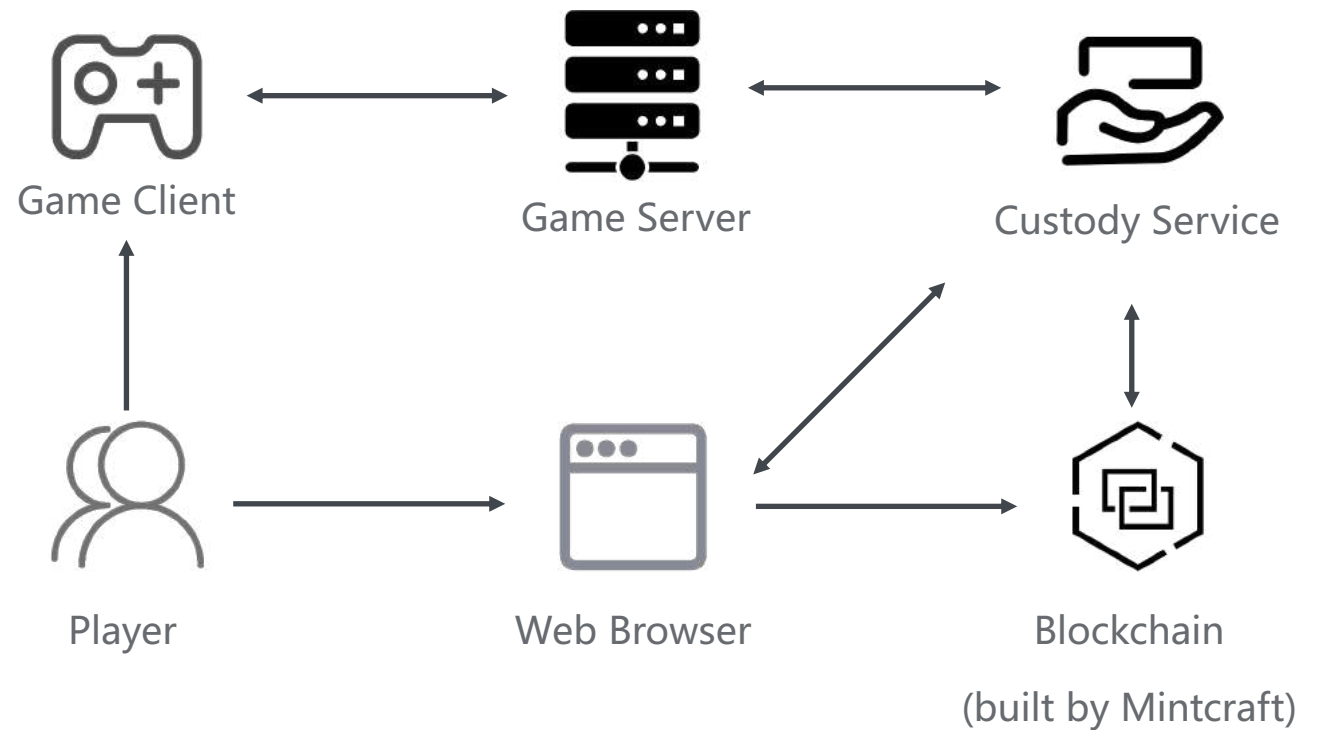 Game Client
Game Server
Custody Service
Player
Web Browser
Blockchain
(built by Mintcraft)